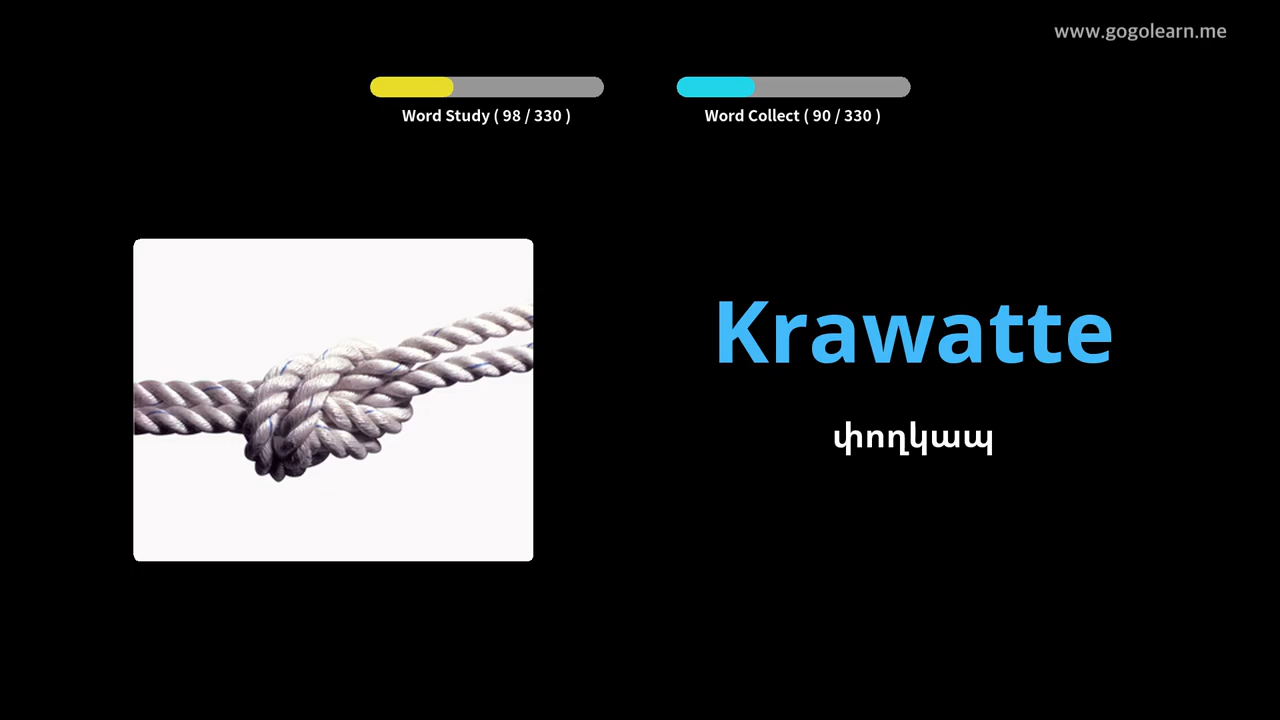 www.gogolearn.me
Word Study ( 98 / 330 )
Word Collect ( 90 / 330 )
Krawatte
փողկապ